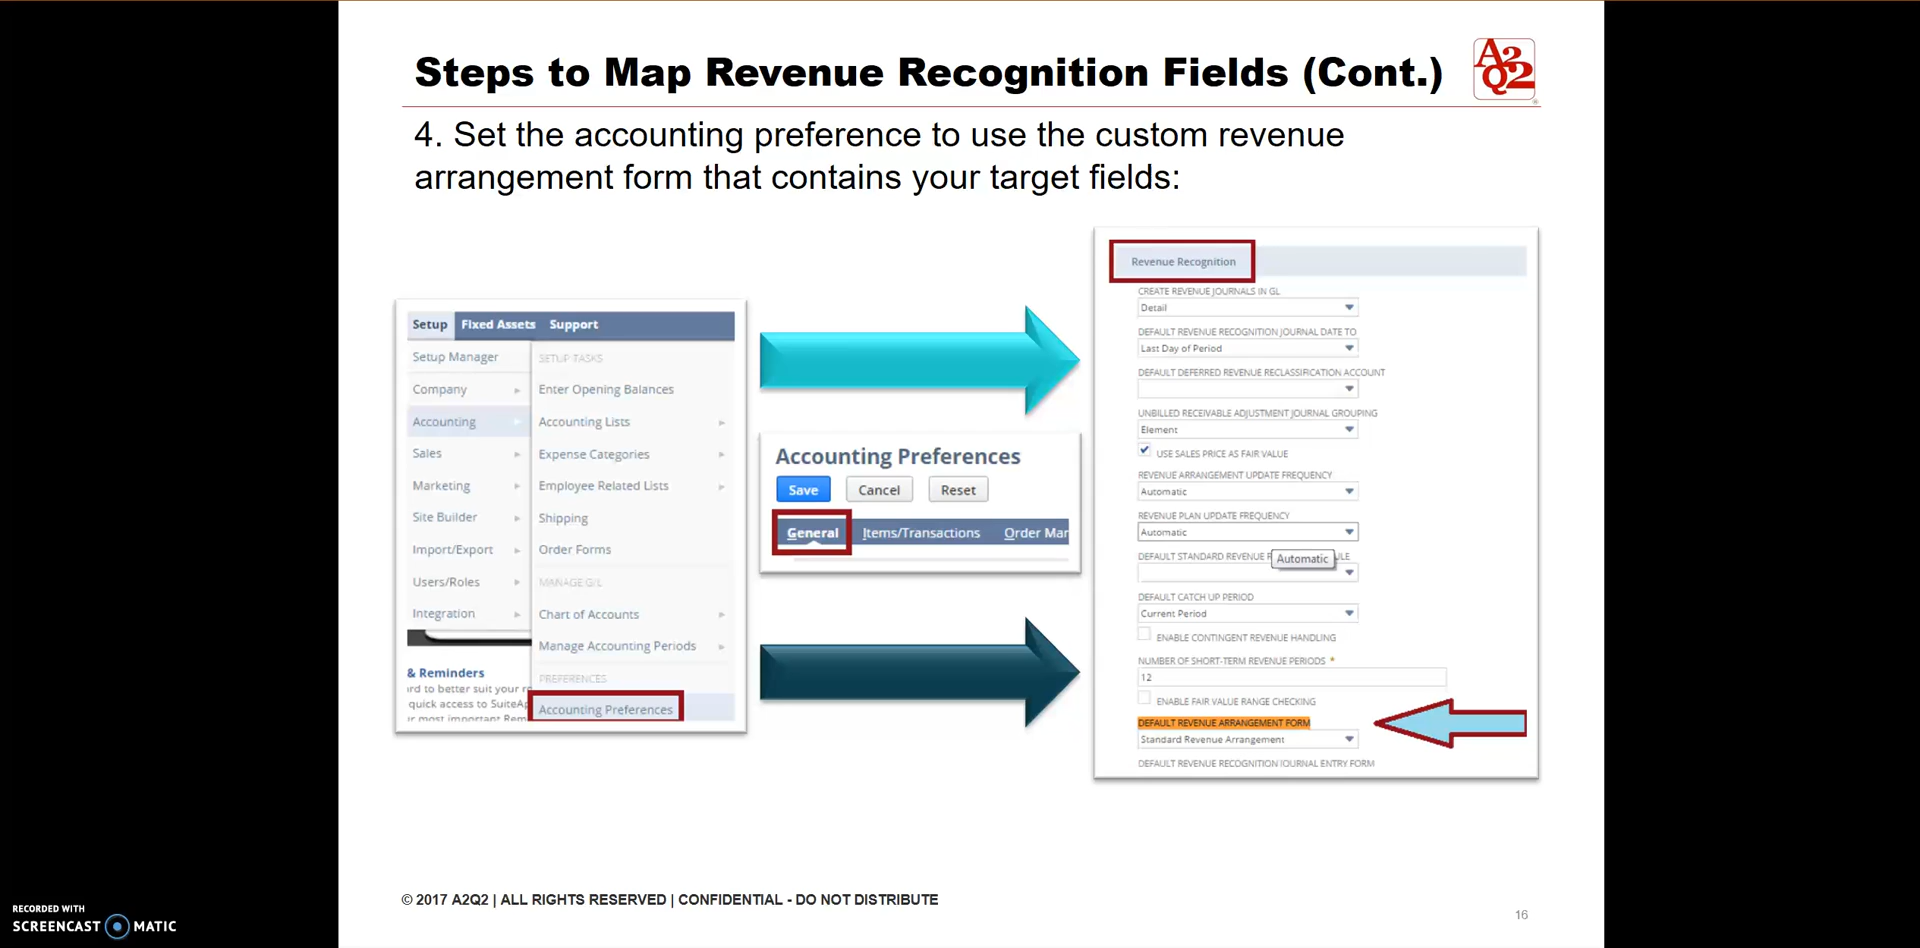 Steps to Map Revenue Recognition Fields (Cont.)
A2
Q2
4. Set the accounting preference to use the custom revenue
arrangement form that contains your target fields:
Setup Fixed Assets Support
Setup Manager
Company
Accounting
Sales
Marketing
Site Builder
Import/Export
Users/Roles
Integration
& Reminders
ard to better suit your r
quick access to SuiteAp
ur most important Rem
SETUP TASKS
Enter Opening Balances
Accounting Lists
Expense Categories
Employee Related Lists
Shipping
Order Forms
MANAGE G/L
Chart of Accounts
Manage Accounting Periods
PREFERENCES
Accounting Preferences
Accounting Preferences
Save Cancel Reset
General Items/Transactions Order Mar
Revenue Recognition
CREATE REVENUE JOURNALS IN GL
Detail
DEFAULT REVENUE RECOGNITION JOURNAL DATE TO
Last Day of Period
DEFAULT DEFERRED REVENUE RECLASSIFICATION ACCOUNT
UNBILLED RECEIVABLE ADJUSTMENT JOURNAL GROUPING
Element
USE SALES PRICE AS FAIR VALUE
REVENUE ARRANGEMENT UPDATE FREQUENCY
Automatic
REVENUE PLAN UPDATE FREQUENCY
Automatic
DEFAULT STANDARD REVENUE R
Automatic
ULE
DEFAULT CATCH UP PERIOD
Current Period
ENABLE CONTINGENT REVENUE HANDLING
NUMBER OF SHORT-TERM REVENUE PERIODS *
12
ENABLE FAIR VALUE RANGE CHECKING
DEFAULT REVENUE ARRANGEMENT FORM
Standard Revenue Arrangement
DEFAULT REVENUE RECOGNITION JOURNAL ENTRY FORM
© 2017 A2Q2 | ALL RIGHTS RESERVED | CONFIDENTIAL - DO NOT DISTRIBUTE
16
RECORDED WITH
SCREENCAST MATIC